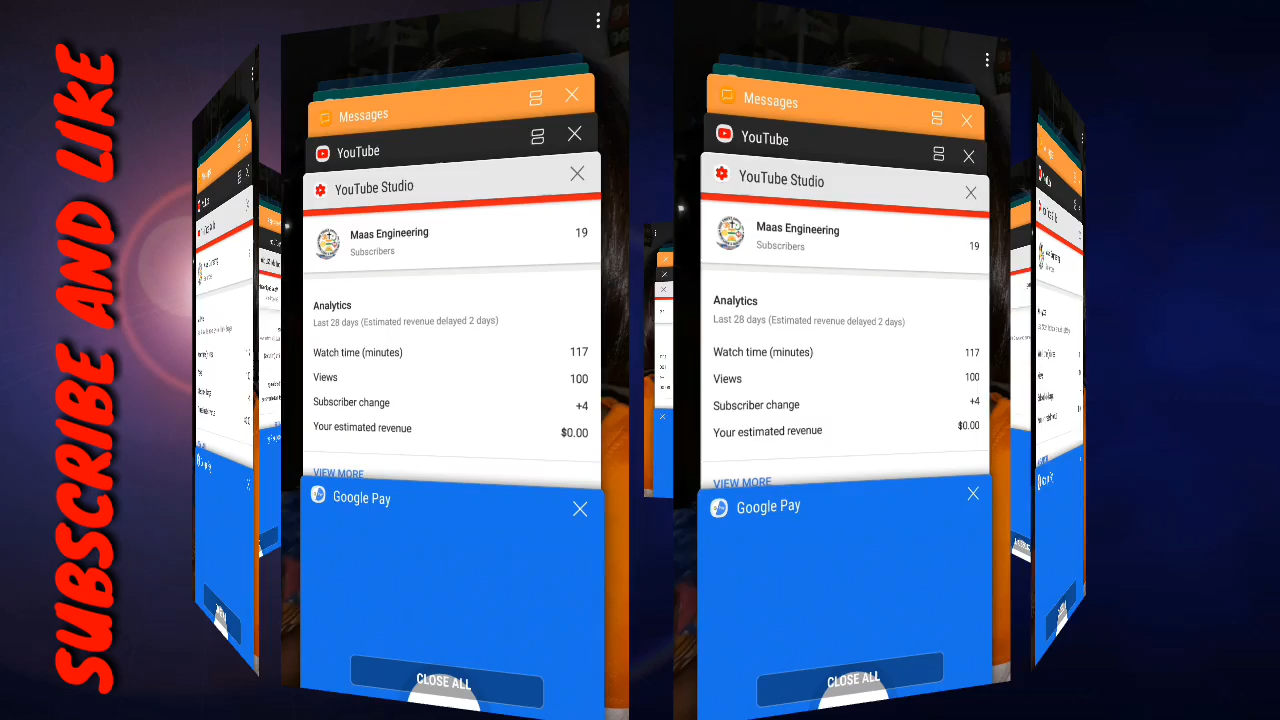 SUBSCRIBE AND LIKE
Messages
YouTube
YouTube Studio
Maas Engineering 19
Subscribers
Analytics
Last 28 days (Estimated revenue delayed 2 days)
Watch time (minutes) 117
Views 100
Subscriber change +4
Your estimated revenue $0.00
VIEW MORE
Google Pay
CLOSE ALL
Messages
YouTube
YouTube Studio
Maas Engineering 19
Subscribers
Analytics
Last 28 days (Estimated revenue delayed 2 days)
Watch time (minutes) 117
Views 100
Subscriber change +4
Your estimated revenue $0.00
VIEW MORE
Google Pay
CLOSE ALL